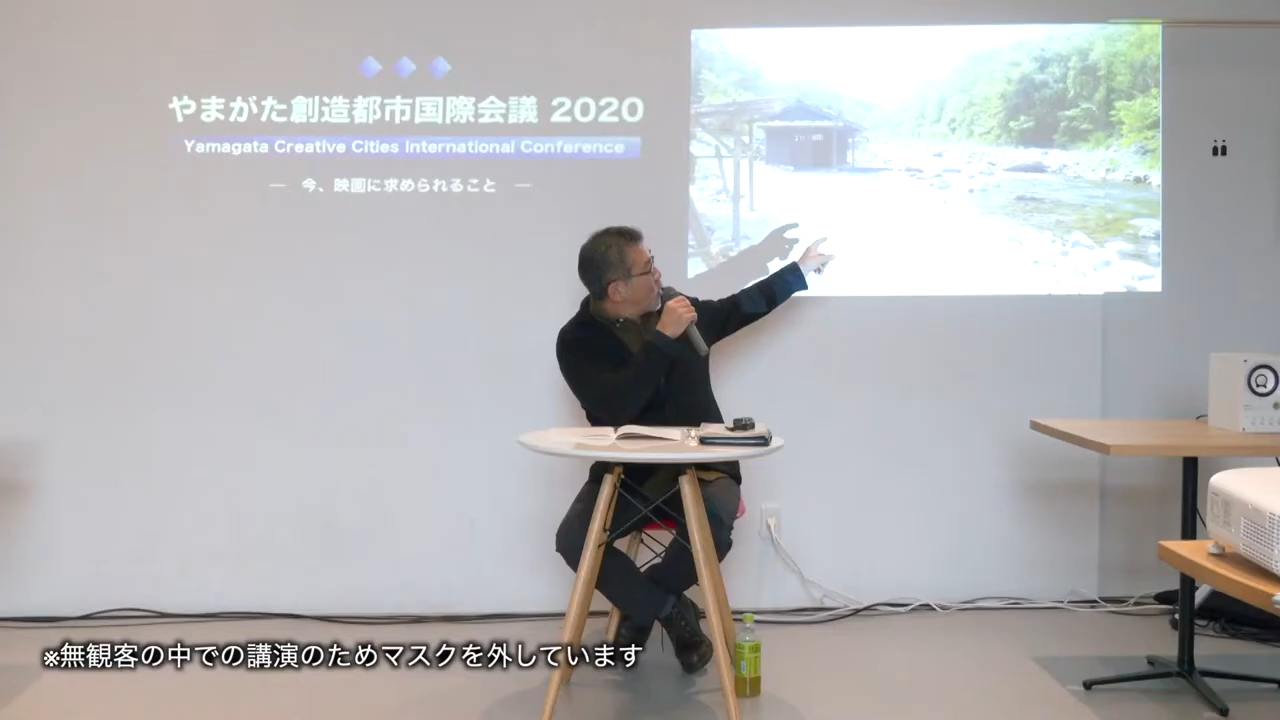 やまがた創造都市国際会議 2020
Yamagata Creative Cities International Conference
— 今、映画に求められること —
※無観客の中での講演のためマスクを外しています